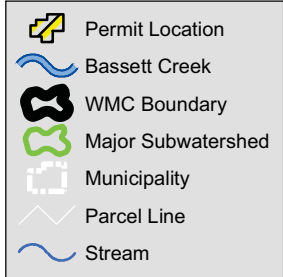 Permit Location
Bassett Creek
WMC Boundary
Major Subwatershed
Municipality
Parcel Line
Stream